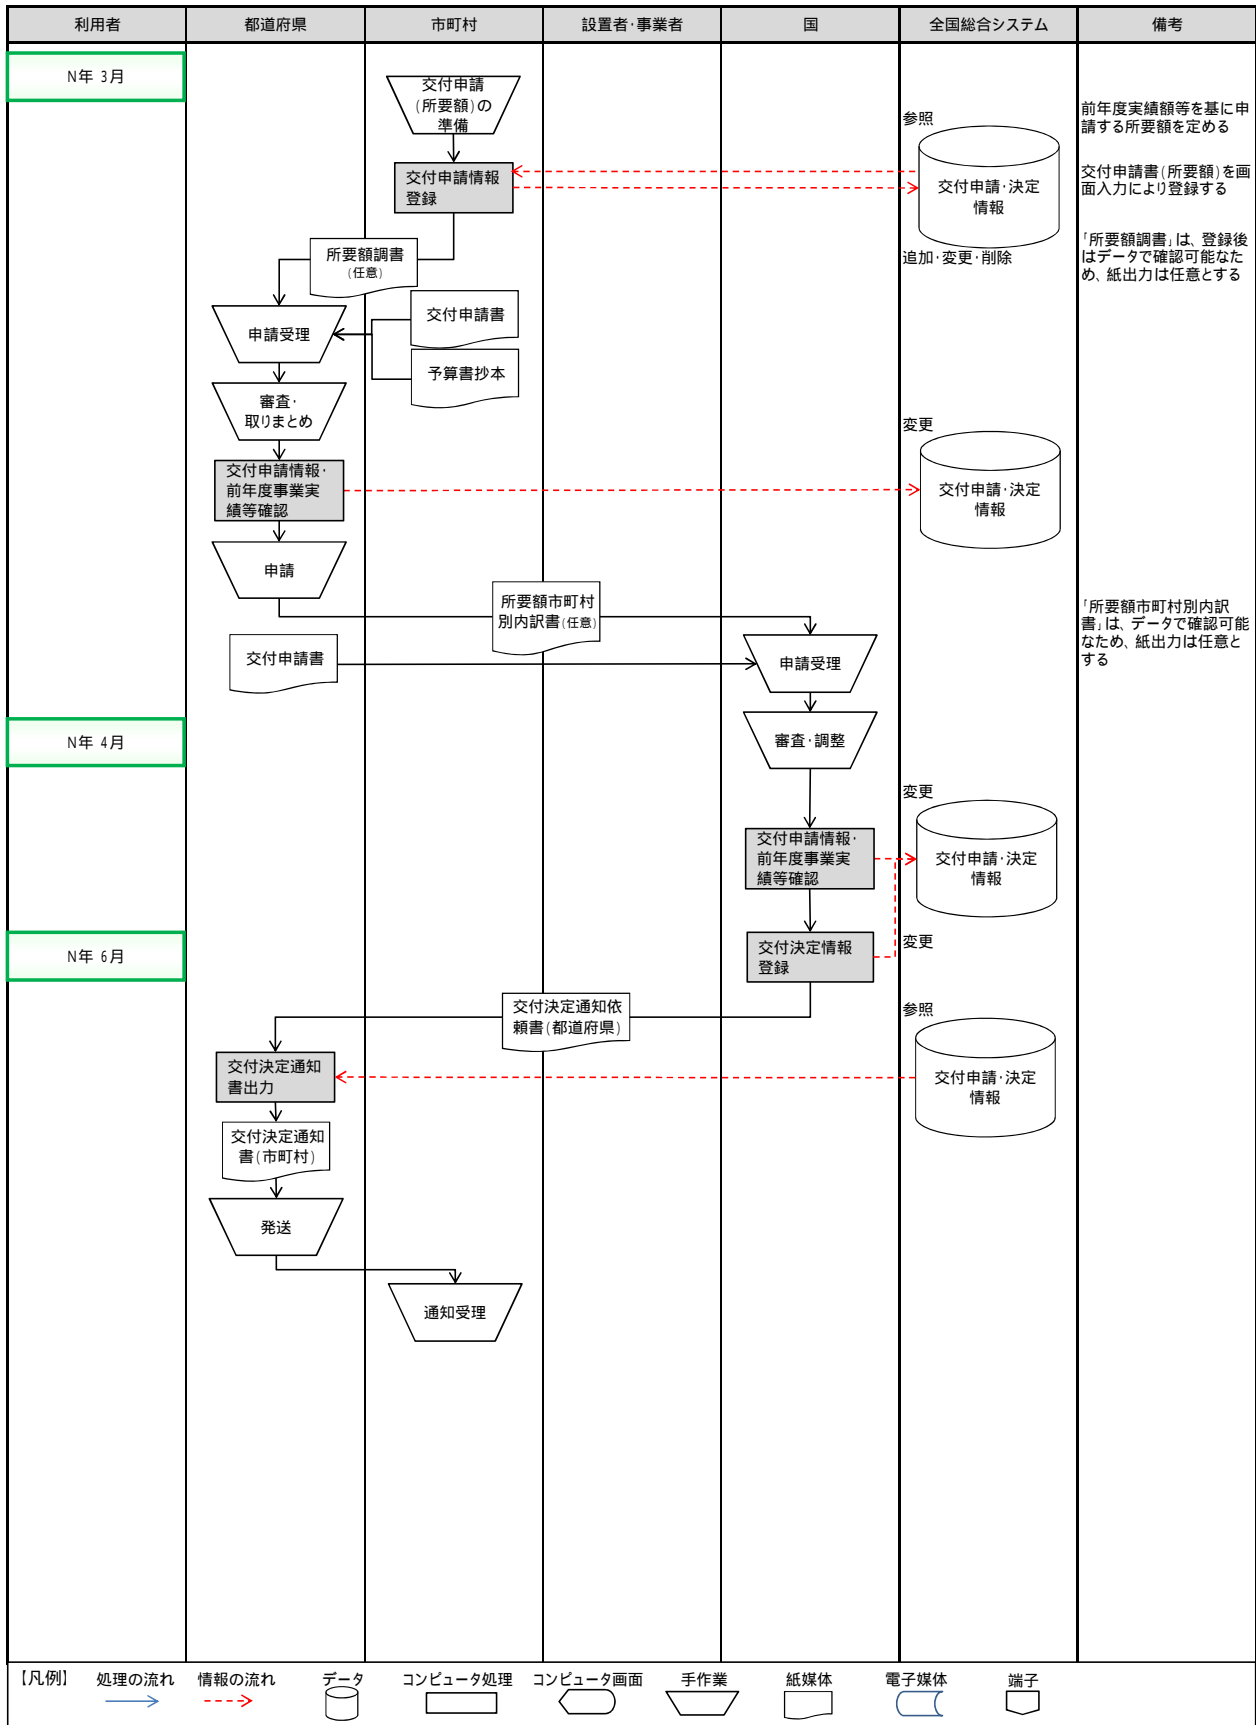 利用者 都道府県 市町村 設置者・事業者 国 全国総合システム 備考
N年 3月
交付申請
(所要額)の
準備
参照
前年度実績額等を基に申
請する所要額を定める
交付申請情報
登録
交付申請・決定
情報
交付申請書(所要額)を画
面入力により登録する
追加・変更・削除
「所要額調書」は、登録後
はデータで確認可能なた
め、紙出力は任意とする
所要額調書
(任意)
交付申請書
申請受理
予算書抄本
審査・
取りまとめ
変更
交付申請情報・
前年度事業実
績等確認
交付申請・決定
情報
申請
所要額市町村
別内訳書(任意)
「所要額市町村別内訳
書」は、データで確認可能
なため、紙出力は任意と
する
交付申請書
申請受理
N年 4月
審査・調整
変更
交付申請情報・
前年度事業実
績等確認
交付申請・決定
情報
N年 6月
交付決定情報
登録
変更
交付決定通知依
頼書(都道府県)
参照
交付決定通知
書出力
交付申請・決定
情報
交付決定通知
書(市町村)
発送
通知受理
【凡例】 処理の流れ 情報の流れ データ コンピュータ処理 コンピュータ画面 手作業 紙媒体 電子媒体 端子